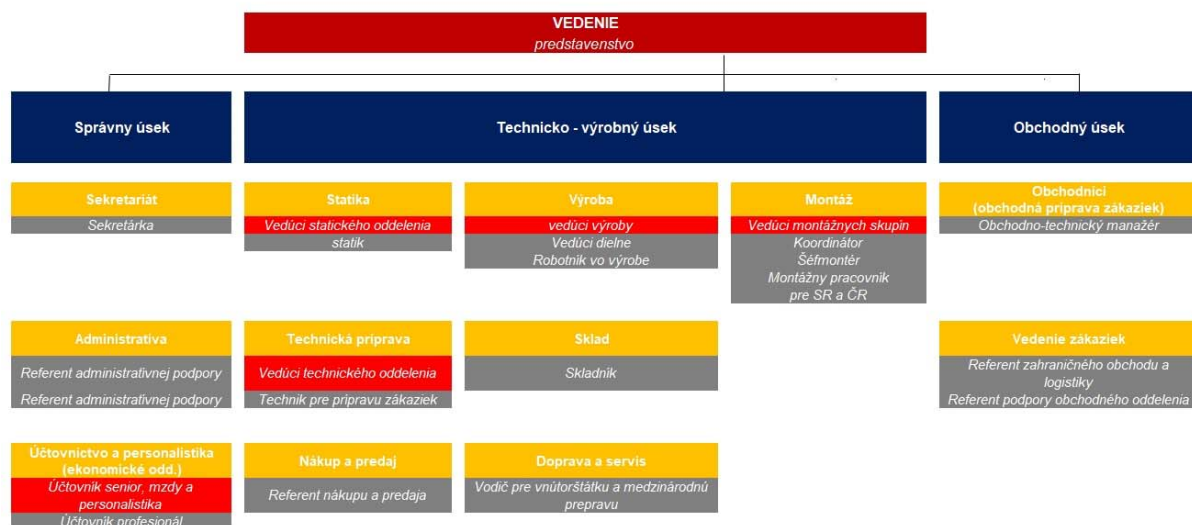 VEDENIE
predstavenstvo
Správny úsek
Technicko - výrobný úsek
Obchodný úsek
Sekretariát
Sekretárka
Statika
Vedúci statického oddelenia
statik
Výroba
vedúci výroby
Vedúci dielne
Robotník vo výrobe
Montáž
Vedúci montážnych skupín
Koordinátor
Šéfmontér
Montážny pracovník
pre SR a ČR
Obchodníci
(obchodná príprava zákaziek)
Obchodno-technický manažér
Administratíva
Referent administratívnej podpory
Referent administratívnej podpory
Technická príprava
Vedúci technického oddelenia
Technik pre prípravu zákaziek
Sklad
Skladník
Vedenie zákaziek
Referent zahraničného obchodu a
logistiky
Referent podpory obchodného oddelenia
Účtovníctvo a personalistika
(ekonomické odd.)
Účtovník senior, mzdy a
personalistika
Účtovník profesionál
Nákup a predaj
Referent nákupu a predaja
Doprava a servis
Vodič pre vnútorštátku a medzinárodnú
prepravu